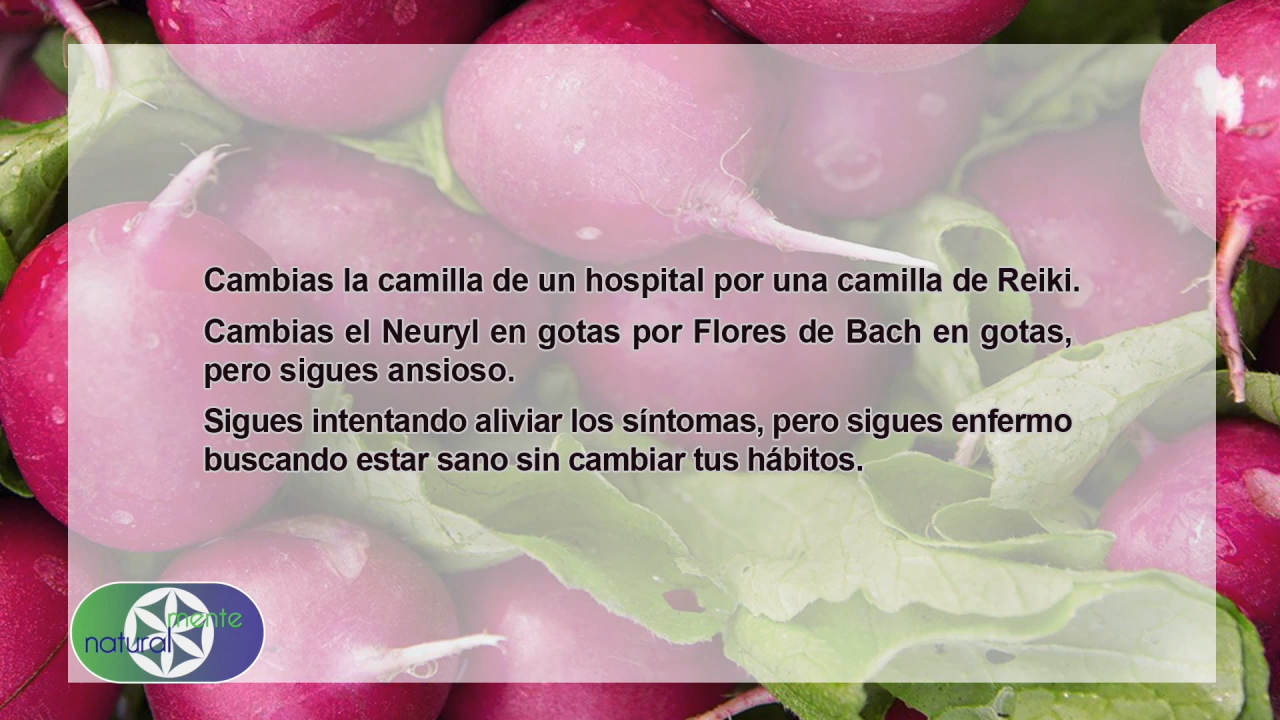 Cambias la camilla de un hospital por una camilla de Reiki.
Cambias el Neuryl en gotas por Flores de Bach en gotas,
pero sigues ansioso.
Sigues intentando aliviar los síntomas, pero sigues enfermo
buscando estar sano sin cambiar tus hábitos.
mente
natural